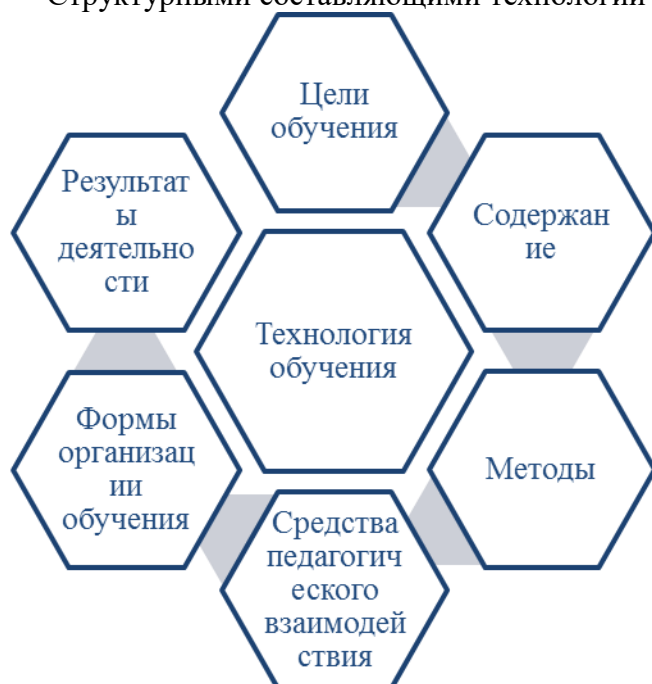 Структурными составляющими технологии
Цели
обучения
Содержан
ие
Методы
Средства
педагогич
еского
взаимодей
ствия
Формы
организац
ии
обучения
Результат
ы
деятельно
сти
Технология
обучения